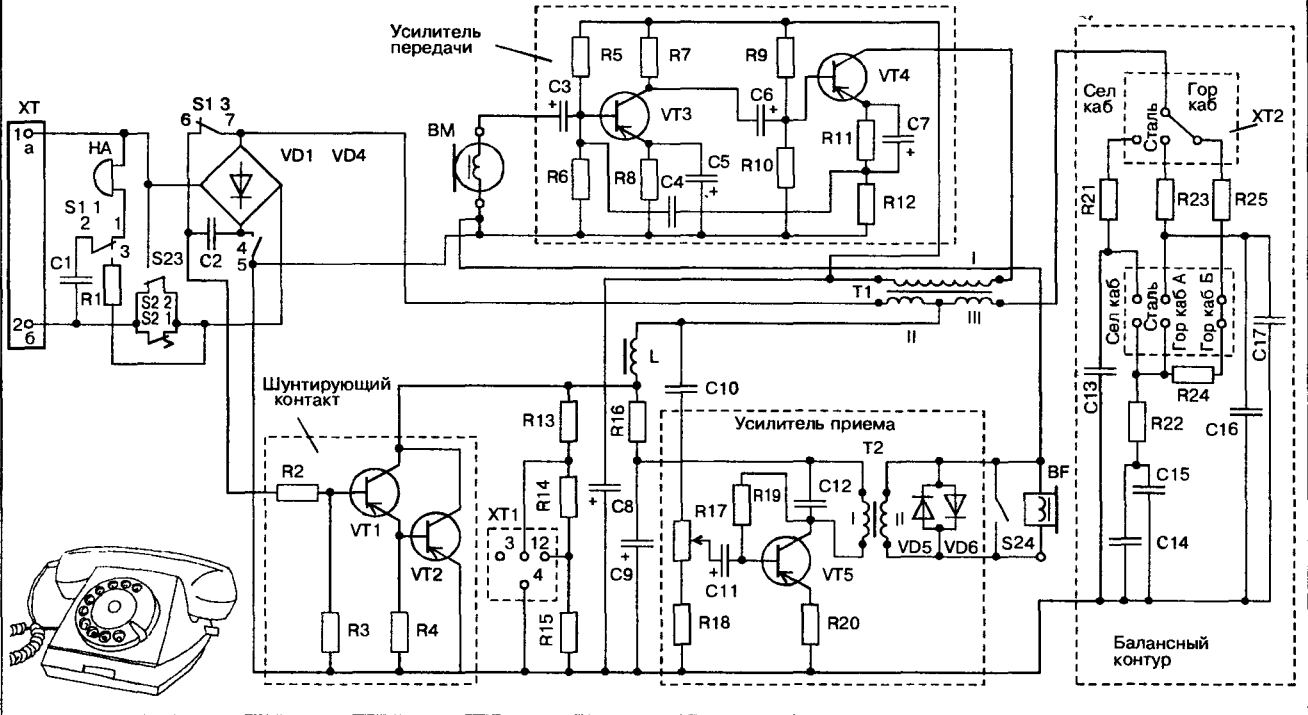 Усилитель
передачи
R5
R7
R9
VT4
C3
+
C6
+
VT3
R11
C7
+
BM
R6
R8
C4
C5
+
R10
R12
XT
1
а
2
б
HA
S1 3
6
7
VD1 VD4
S1 1
2
1
3
C1
R1
S23
S2 2
S2 1
C2
4
5
I
T1
II
III
L
Сел
каб
Сталь
Гор
каб
XT2
R21
R23
R25
Сел каб
Сталь
Гор каб А
Гор каб Б
C17
C13
R24
R22
C16
C15
C14
Балансный
контур
Шунтирующий
контакт
R2
VT1
VT2
R3
R4
R13
R14
R15
R16
XT1
3
12
4
C8
+
C9
+
C10
Усилитель приема
R17
R19
C12
T2
I
II
VD5
VD6
S24
BF
C11
+
VT5
R18
R20